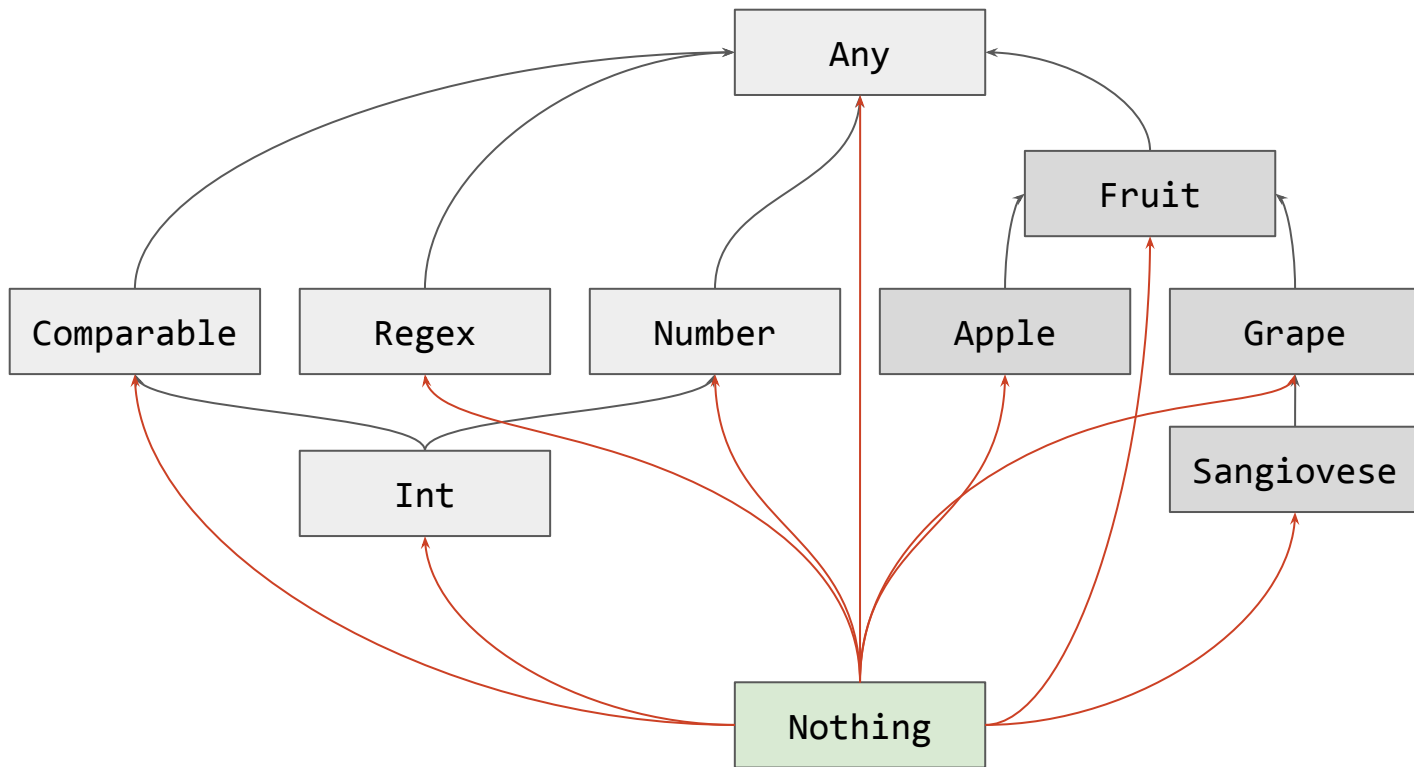 Any
Fruit
Comparable
Regex
Number
Apple
Grape
Int
Sangiovese
Nothing